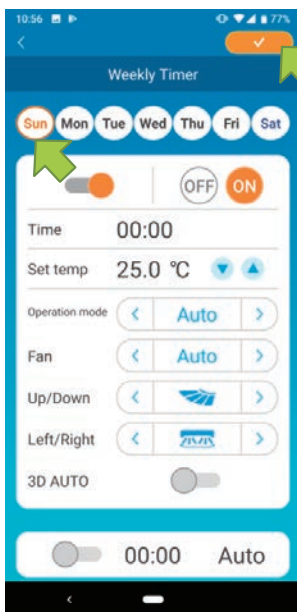 10:56 77%
Weekly Timer
Sun Mon Tue Wed Thu Fri Sat
OFF ON
Time 00:00
Set temp 25.0 °C
Operation mode Auto
Fan Auto
Up/Down
Left/Right
3D AUTO
00:00 Auto